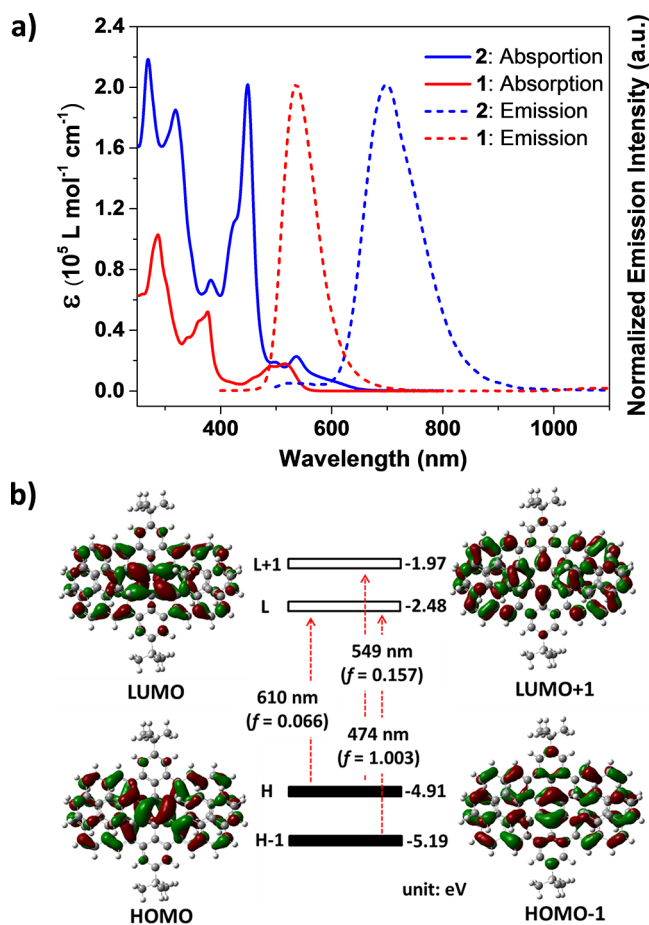 a)
2.4
2.0
1.6
1.2
0.8
0.4
0.0
ε (10⁵ L mol⁻¹ cm⁻¹)
2: Absportion
1: Absorption
2: Emission
1: Emission
Normalized Emission Intensity (a.u.)
400 600 800 1000
Wavelength (nm)
b)
L+1 -1.97
L -2.48
LUMO
LUMO+1
549 nm
(f = 0.157)
610 nm
(f = 0.066)
474 nm
(f = 1.003)
H -4.91
H-1 -5.19
unit: eV
HOMO
HOMO-1